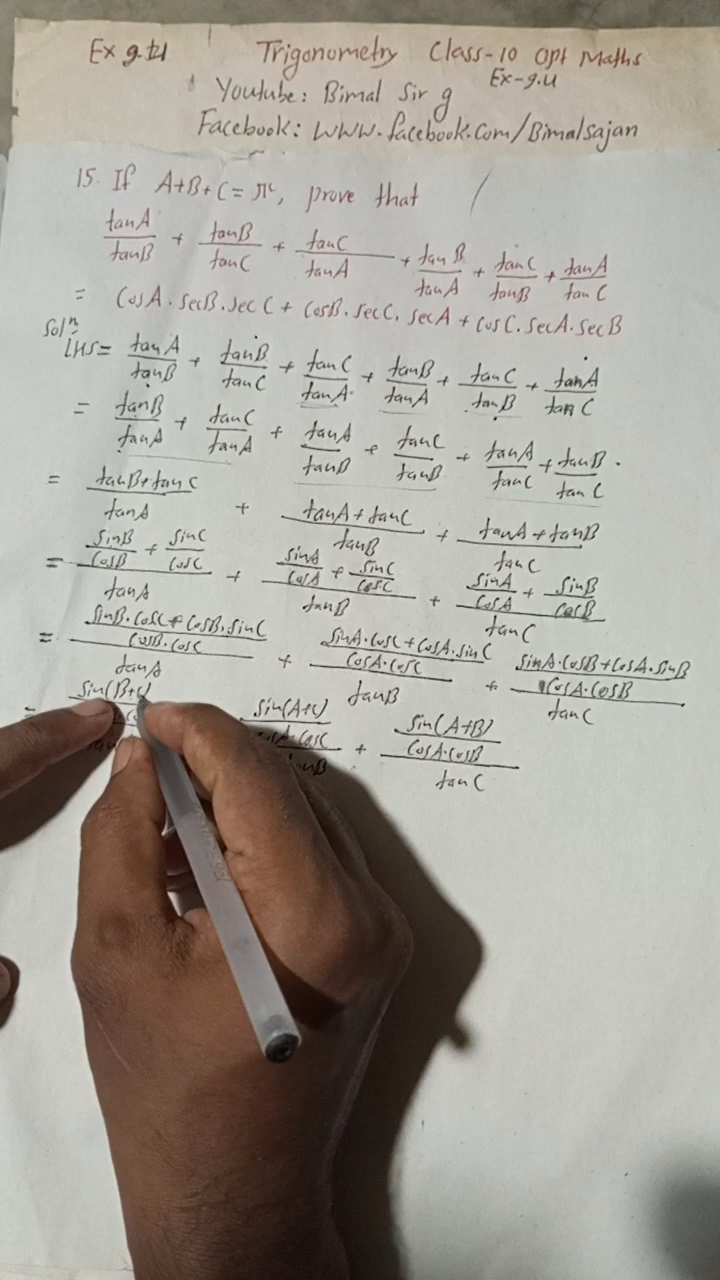 Ex 9.4 Trigonometry Class-10 Opt Maths
Ex-9.4
Youtube: Bimal Sir g
Facebook: WWW.facebook.Com/Bimalsajan
15. If A+B+C = πᶜ, prove that
tanA/tanB + tanB/tanC + tanC/tanA + tanB/tanA + tanC/tanB + tanA/tanC
= CosA.SecB.SecC + CosB.SecC.SecA + CosC.SecA.SecB
Solⁿ:
LHS = tanA/tanB + tanB/tanC + tanC/tanA + tanB/tanA + tanC/tanB + tanA/tanC
= tanB/tanA + tanC/tanA + tanA/tanB + tanC/tanB + tanA/tanC + tanB/tanC
= (tanB+tanC)/tanA + (tanA+tanC)/tanB + (tanA+tanB)/tanC
= (SinB/CosB + SinC/CosC)/tanA + (SinA/CosA + SinC/CosC)/tanB + (SinA/CosA + SinB/CosB)/tanC
= ((SinB.CosC+CosB.SinC)/(CosB.CosC))/tanA + ((SinA.CosC+CosA.SinC)/(CosA.CosC))/tanB + ((SinA.CosB+CosA.SinB)/(CosA.CosB))/tanC
= Sin(B+C) (Sin(A+C)/(CosA.CosC))/tanB + (Sin(A+B)/(CosA.CosB))/tanC